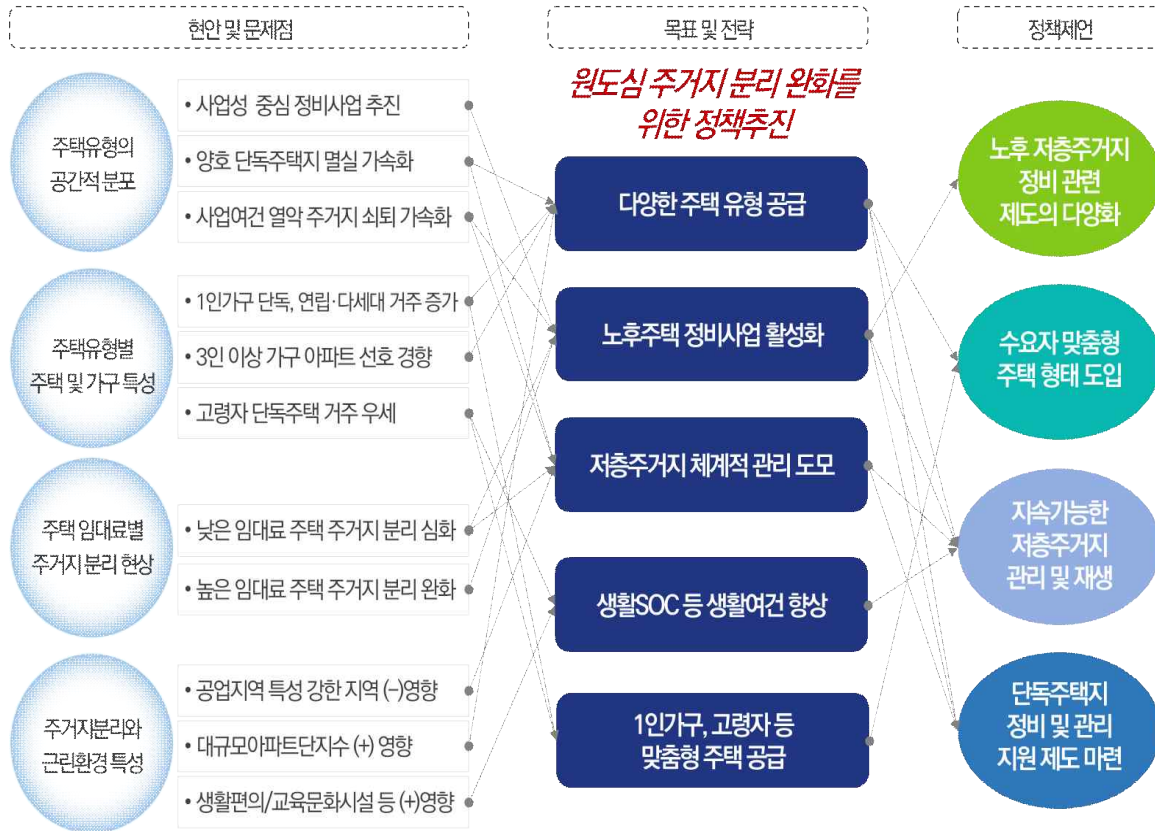 현안 및 문제점
목표 및 전략
정책제언
원도심 주거지 분리 완화를
위한 정책추진
주택유형의
공간적 분포
• 사업성 중심 정비사업 추진
• 양호 단독주택지 멸실 가속화
• 사업여건 열악 주거지 쇠퇴 가속화
주택유형별
주택 및 가구 특성
• 1인가구 단독, 연립·다세대 거주 증가
• 3인 이상 가구 아파트 선호 경향
• 고령자 단독주택 거주 우세
주택 임대료별
주거지 분리 현상
• 낮은 임대료 주택 주거지 분리 심화
• 높은 임대료 주택 주거지 분리 완화
주거지분리와
근린환경 특성
• 공업지역 특성 강한 지역 (-)영향
• 대규모아파트단지수 (+) 영향
• 생활편의/교육문화시설 등 (+)영향
다양한 주택 유형 공급
노후주택 정비사업 활성화
저층주거지 체계적 관리 도모
생활SOC 등 생활여건 향상
1인가구, 고령자 등
맞춤형 주택 공급
노후 저층주거지
정비 관련
제도의 다양화
수요자 맞춤형
주택 형태 도입
지속가능한
저층주거지
관리 및 재생
단독주택지
정비 및 관리
지원 제도 마련